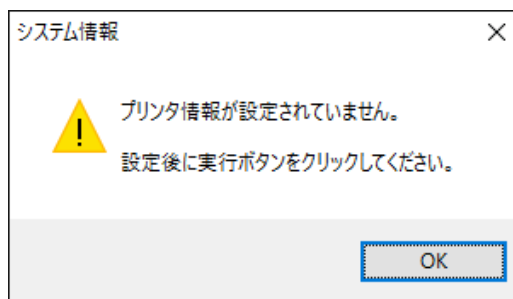 システム情報
プリンタ情報が設定されていません。
設定後に実行ボタンをクリックしてください。
OK